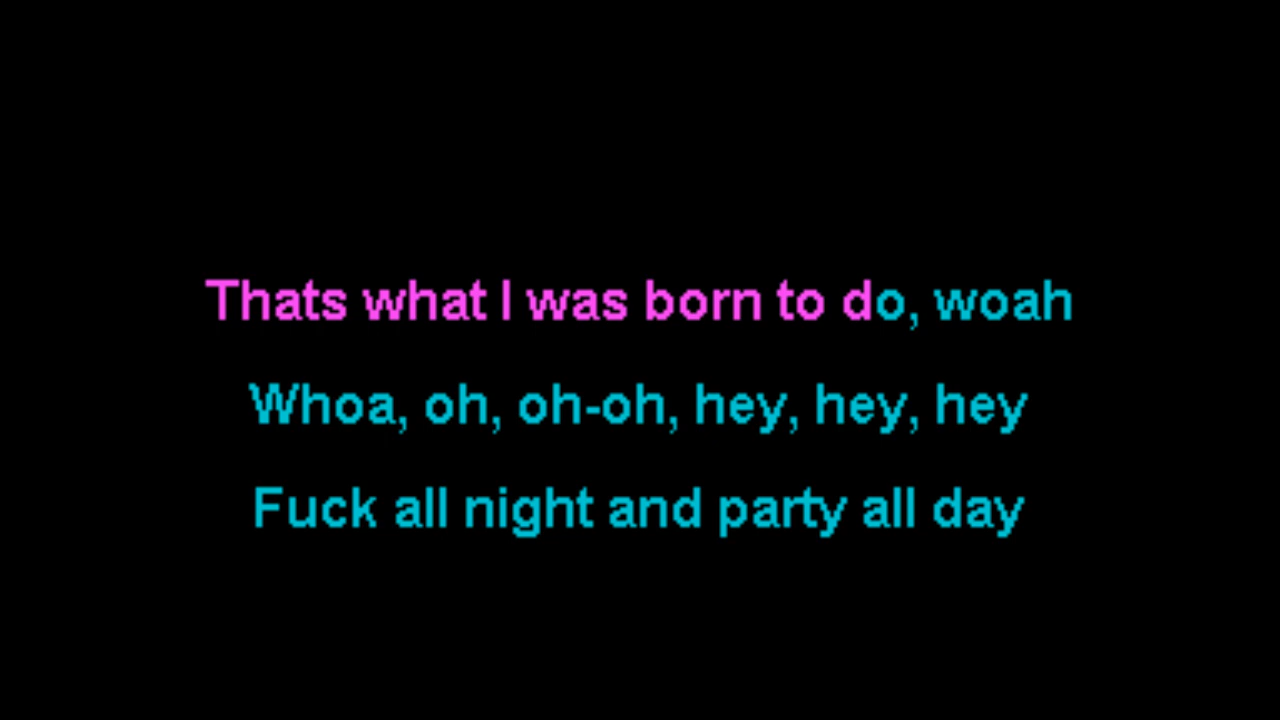 Thats what I was born to do, woah
Whoa, oh, oh-oh, hey, hey, hey
Fuck all night and party all day